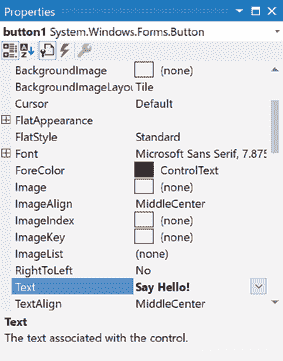 Properties
button1 System.Windows.Forms.Button
BackgroundImage (none)
BackgroundImageLayou Tile
Cursor Default
FlatAppearance
FlatStyle Standard
Font Microsoft Sans Serif, 7.875
ForeColor ControlText
Image (none)
ImageAlign MiddleCenter
ImageIndex (none)
ImageKey (none)
ImageList (none)
RightToLeft No
Text Say Hello!
TextAlign MiddleCenter
Text
The text associated with the control.